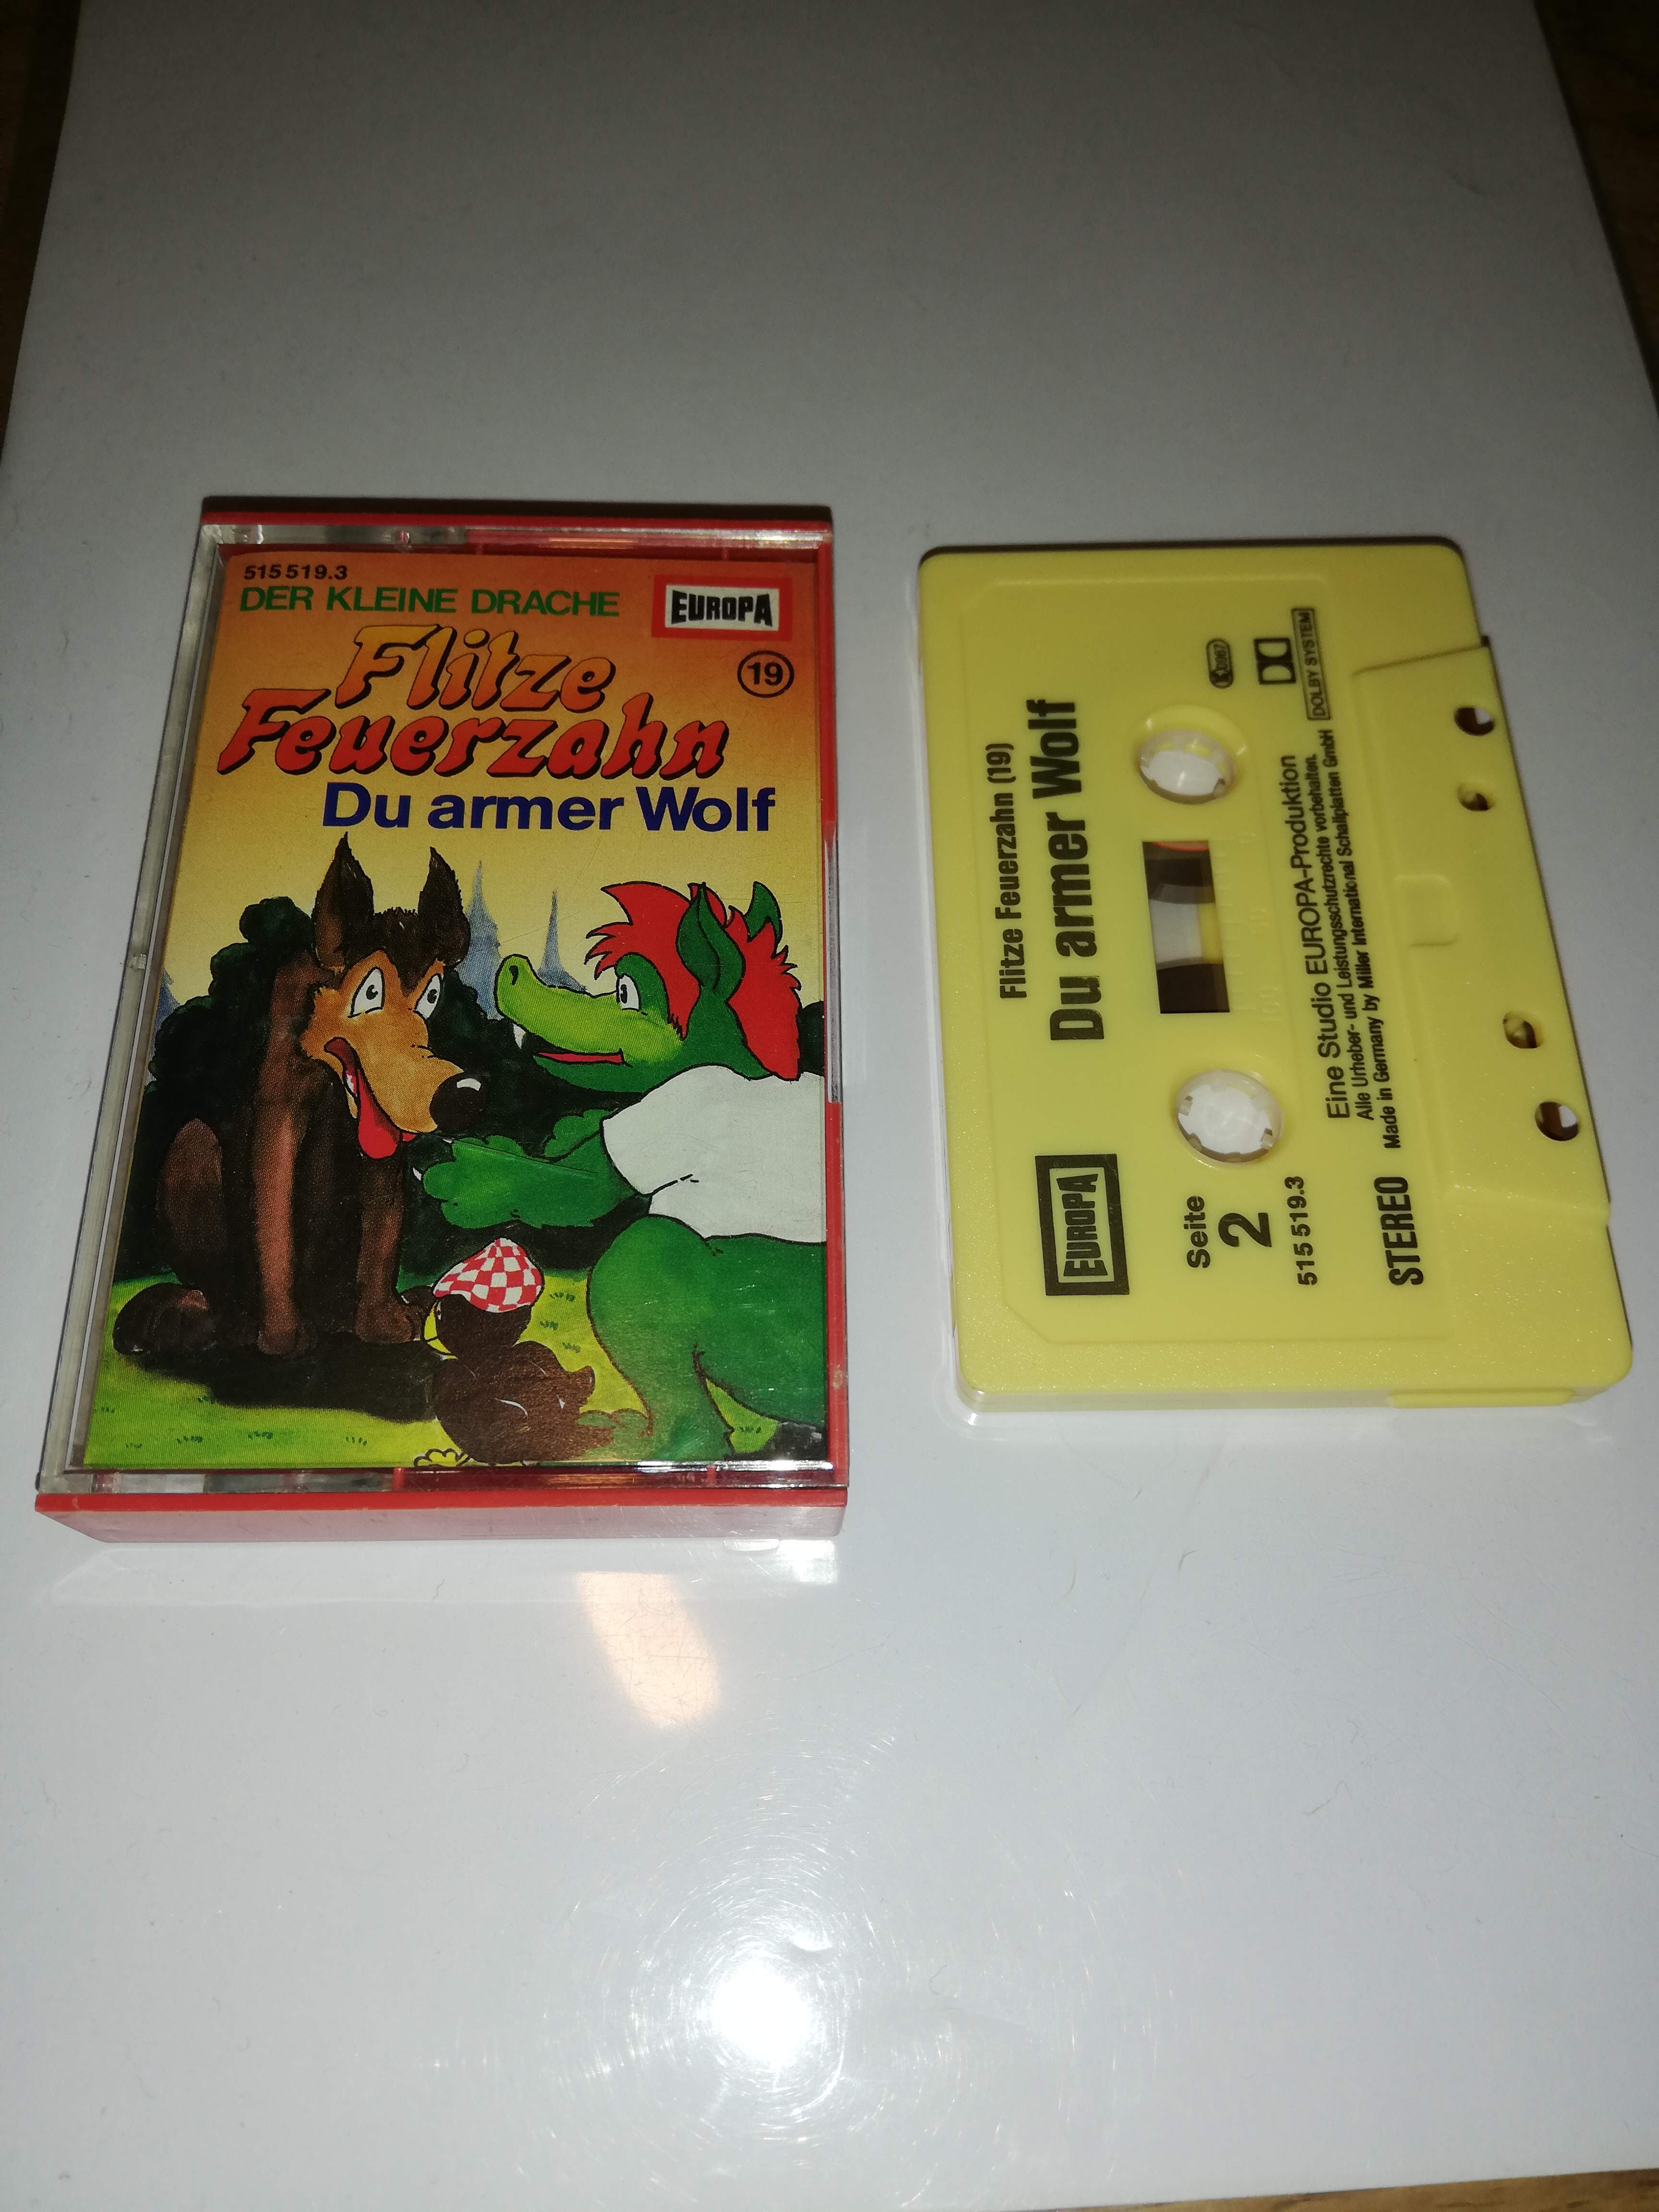 515 519.3
DER KLEINE DRACHE
EUROPA
Flitze
19
Feuerzahn
Du armer Wolf
Flitze Feuerzahn (19)
Du armer Wolf
EUROPA
Seite
2
515 519.3
DOLBY SYSTEM
Eine Studio EUROPA-Produktion
Alle Urheber- und Leistungsschutzrechte vorbehalten.
Made in Germany by Miller International Schallplatten GmbH
STEREO